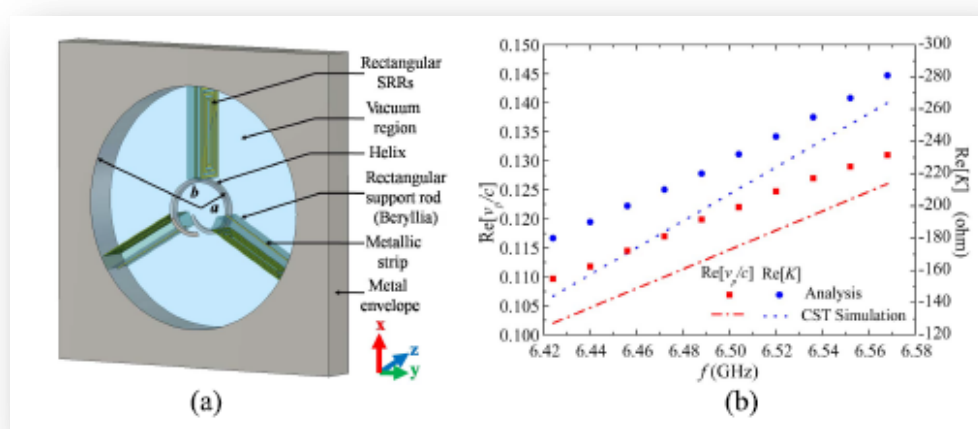 Rectangular
SRRs
Vacuum
region
Helix
Rectangular
support rod
(Beryllia)
Metallic
strip
Metal
envelope
b
a
x
z
y
(a)
0.150
0.145
0.140
0.135
0.130
0.125
0.120
0.115
0.110
0.105
0.100
Re[vp/c]
-300
-280
-260
-240
-220
-200
-180
-160
-140
-120
Re[K]
(ohm)
Re[vp/c] Re[K]
Analysis
CST Simulation
6.42 6.44 6.46 6.48 6.50 6.52 6.54 6.56 6.58
f (GHz)
(b)